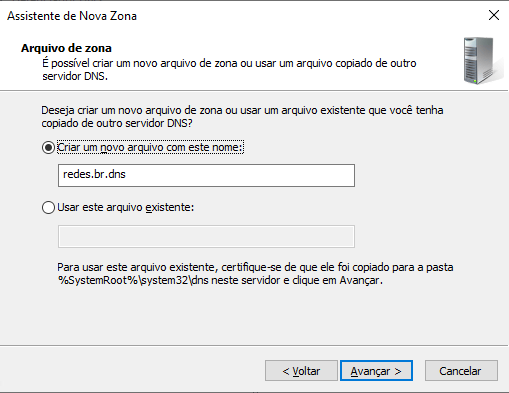 Assistente de Nova Zona
Arquivo de zona
É possível criar um novo arquivo de zona ou usar um arquivo copiado de outro
servidor DNS.
Deseja criar um novo arquivo de zona ou usar um arquivo existente que você tenha
copiado de outro servidor DNS?
Criar um novo arquivo com este nome:
redes.br.dns
Usar este arquivo existente:
Para usar este arquivo existente, certifique-se de que ele foi copiado para a pasta
%SystemRoot%\system32\dns neste servidor e clique em Avançar.
< Voltar
Avançar >
Cancelar